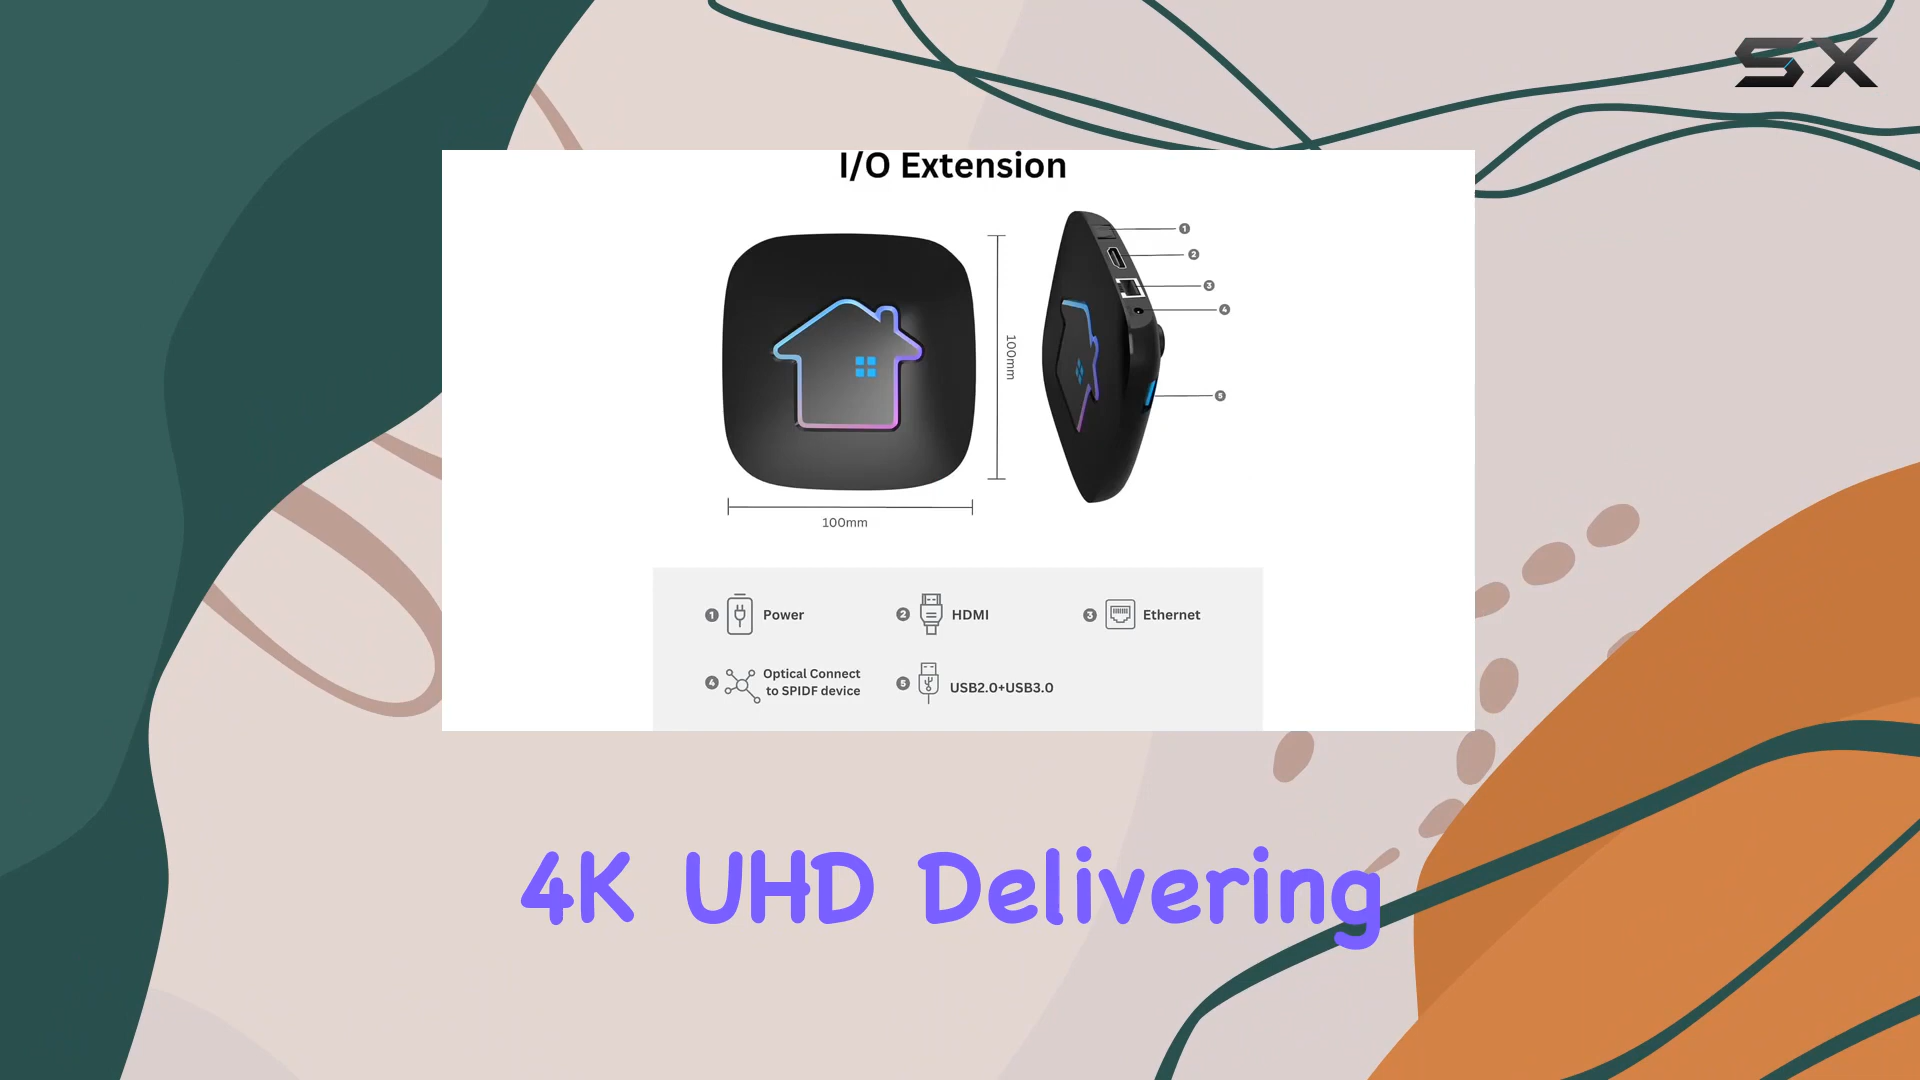 SX
I/O Extension
1
2
3
4
5
100mm
100mm
1 Power
2 HDMI
3 Ethernet
4 Optical Connect
to SPIDF device
5 USB2.0+USB3.0
4K UHD Delivering